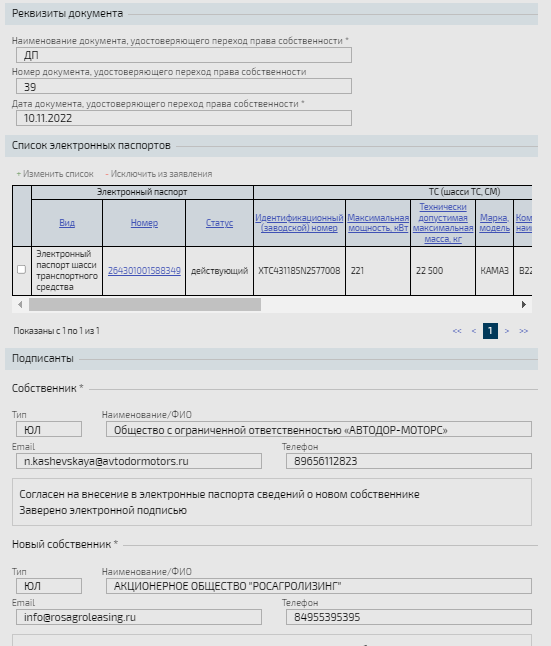 Реквизиты документа
Наименование документа, удостоверяющего переход права собственности *
ДП
Номер документа, удостоверяющего переход права собственности
39
Дата документа, удостоверяющего переход права собственности *
10.11.2022
Список электронных паспортов
+ Изменить список - Исключить из заявления
Электронный паспорт ТС (шасси ТС, СМ)
Вид Номер Статус Идентификационный (заводской) номер Максимальная мощность, кВт Технически допустимая максимальная масса, кг Марка, модель
Электронный паспорт шасси транспортного средства 264301001588349 действующий XTC431185N2577008 221 22 500 КАМАЗ
Показаны с 1 по 1 из 1 << < 1 > >>
Подписанты
Собственник *
Тип Наименование/ФИО
ЮЛ Общество с ограниченной ответственностью «АВТОДОР-МОТОРС»
Email Телефон
n.kashevskaya@avtodormotors.ru 89656112823
Согласен на внесение в электронные паспорта сведений о новом собственнике
Заверено электронной подписью
Новый собственник *
Тип Наименование/ФИО
ЮЛ АКЦИОНЕРНОЕ ОБЩЕСТВО "РОСАГРОЛИЗИНГ"
Email Телефон
info@rosagroleasing.ru 84955395395